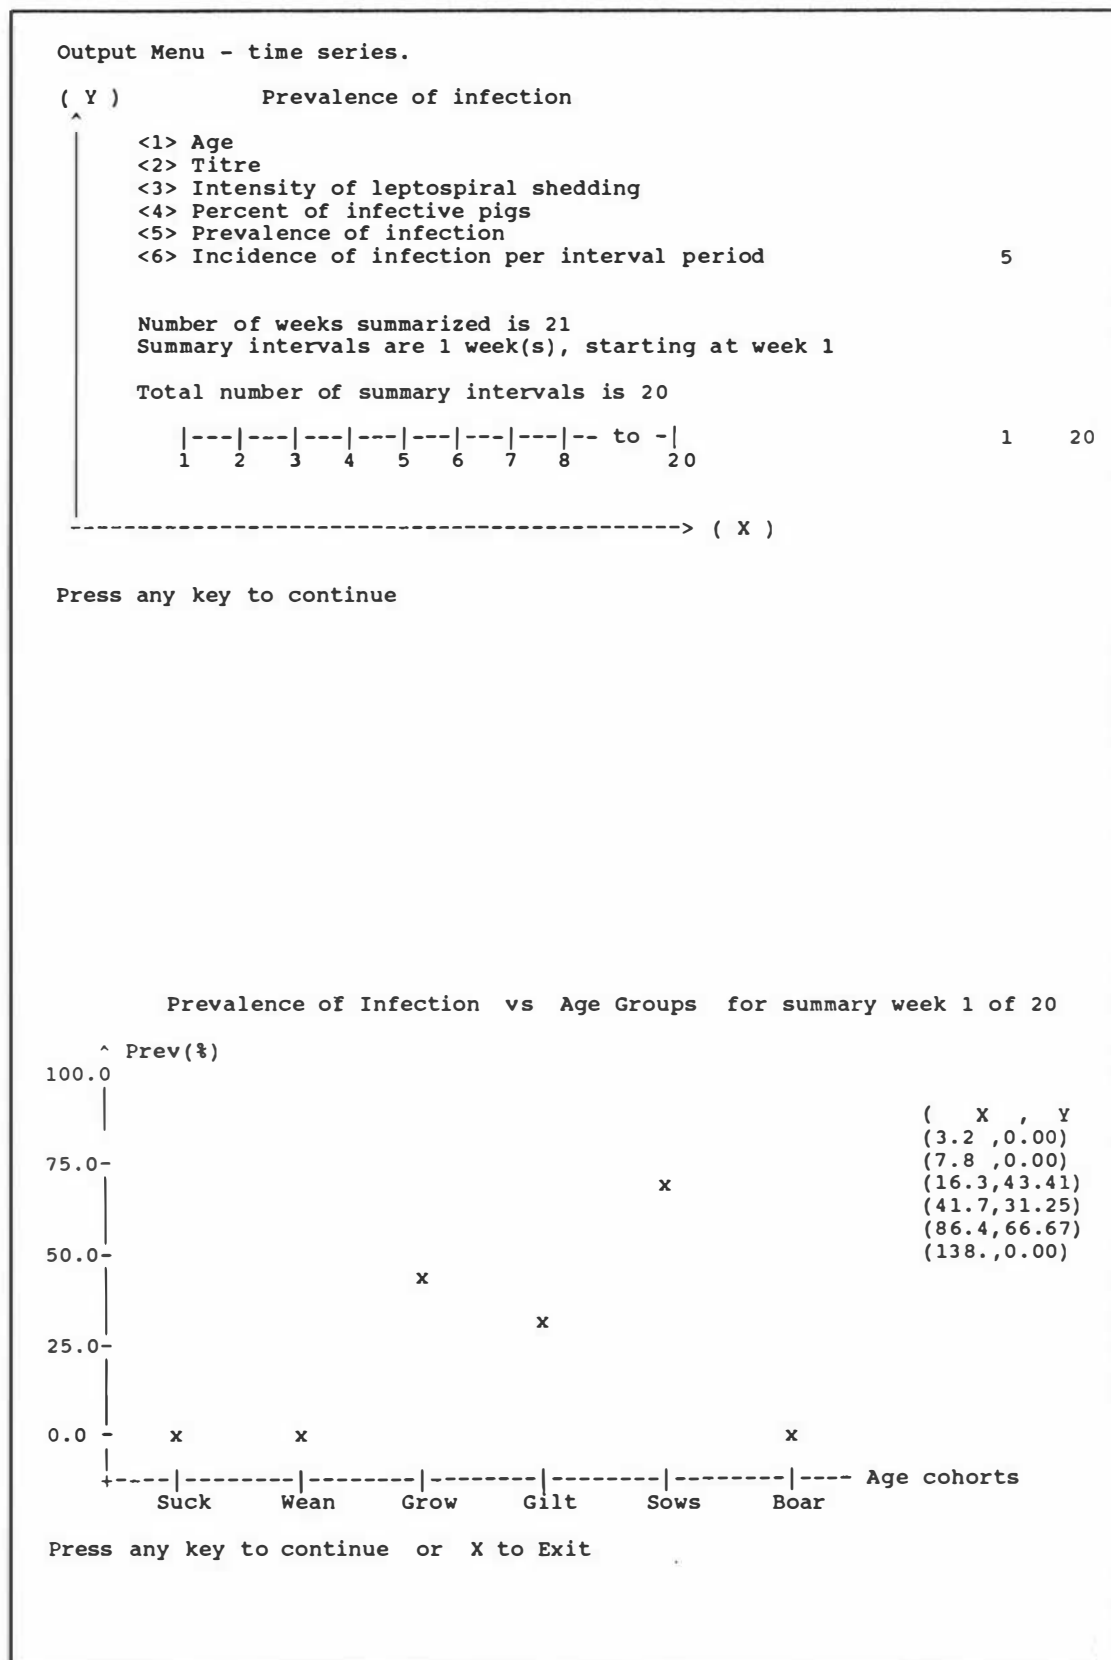 Output Menu - time series.
( Y ) Prevalence of infection
^
<1> Age
<2> Titre
<3> Intensity of leptospiral shedding
<4> Percent of infective pigs
<5> Prevalence of infection
<6> Incidence of infection per interval period 5
Number of weeks summarized is 21
Summary intervals are 1 week(s), starting at week 1
Total number of summary intervals is 20
|---|---|---|---|---|---|---|-- to -| 1 20
1 2 3 4 5 6 7 8 20
---------------------------------------------> ( X )
Press any key to continue
Prevalence of Infection vs Age Groups for summary week 1 of 20
^ Prev(%)
100.0
( X , Y
(3.2 ,0.00)
75.0- (7.8 ,0.00)
x (16.3,43.41)
(41.7,31.25)
(86.4,66.67)
50.0- (138.,0.00)
x
x
25.0-
0.0 - x x x
+----|--------|--------|--------|--------|--------|---- Age cohorts
Suck Wean Grow Gilt Sows Boar
Press any key to continue or X to Exit